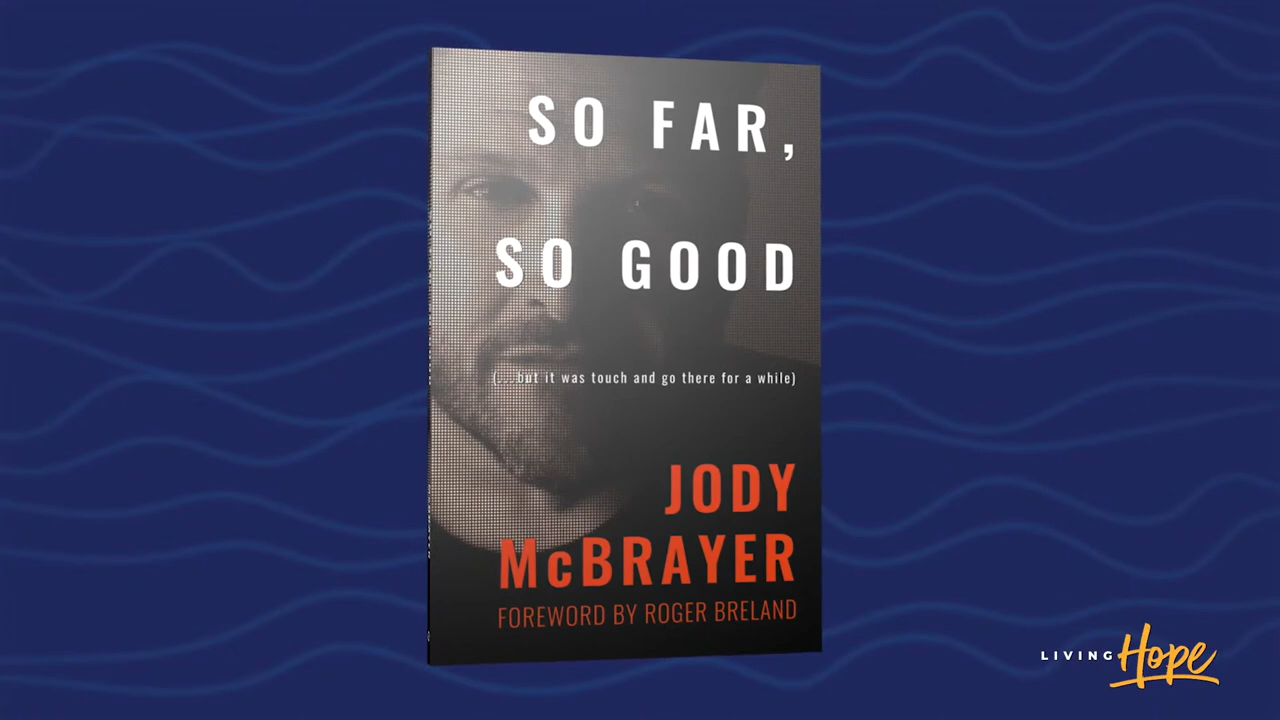 SO FAR,
SO GOOD
(...but it was touch and go there for a while)
JODY
McBRAYER
FOREWORD BY ROGER BRELAND
LIVING Hope